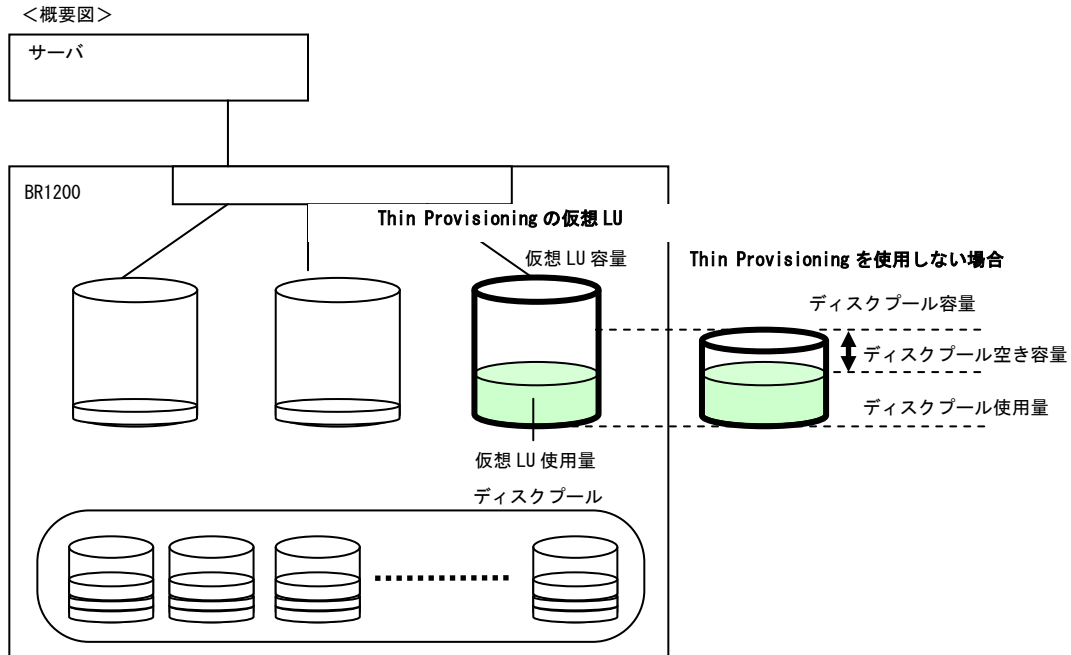 <概要図>
サーバ
BR1200
Thin Provisioning の仮想 LU
仮想 LU 容量
Thin Provisioning を使用しない場合
ディスクプール容量
ディスクプール空き容量
ディスクプール使用量
仮想 LU 使用量
ディスクプール